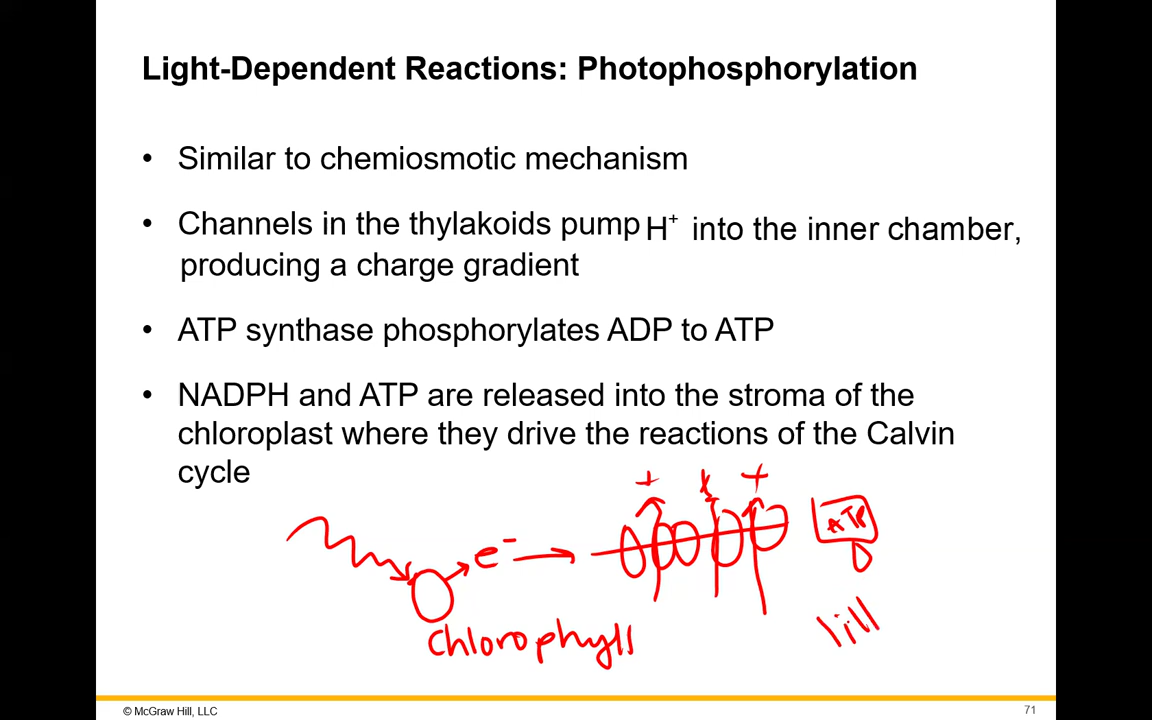 Light-Dependent Reactions: Photophosphorylation
• Similar to chemiosmotic mechanism
• Channels in the thylakoids pump H⁺ into the inner chamber,
producing a charge gradient
• ATP synthase phosphorylates ADP to ATP
• NADPH and ATP are released into the stroma of the
chloroplast where they drive the reactions of the Calvin
cycle
+ + +
e⁻
ATP
chlorophyll
© McGraw Hill, LLC
71